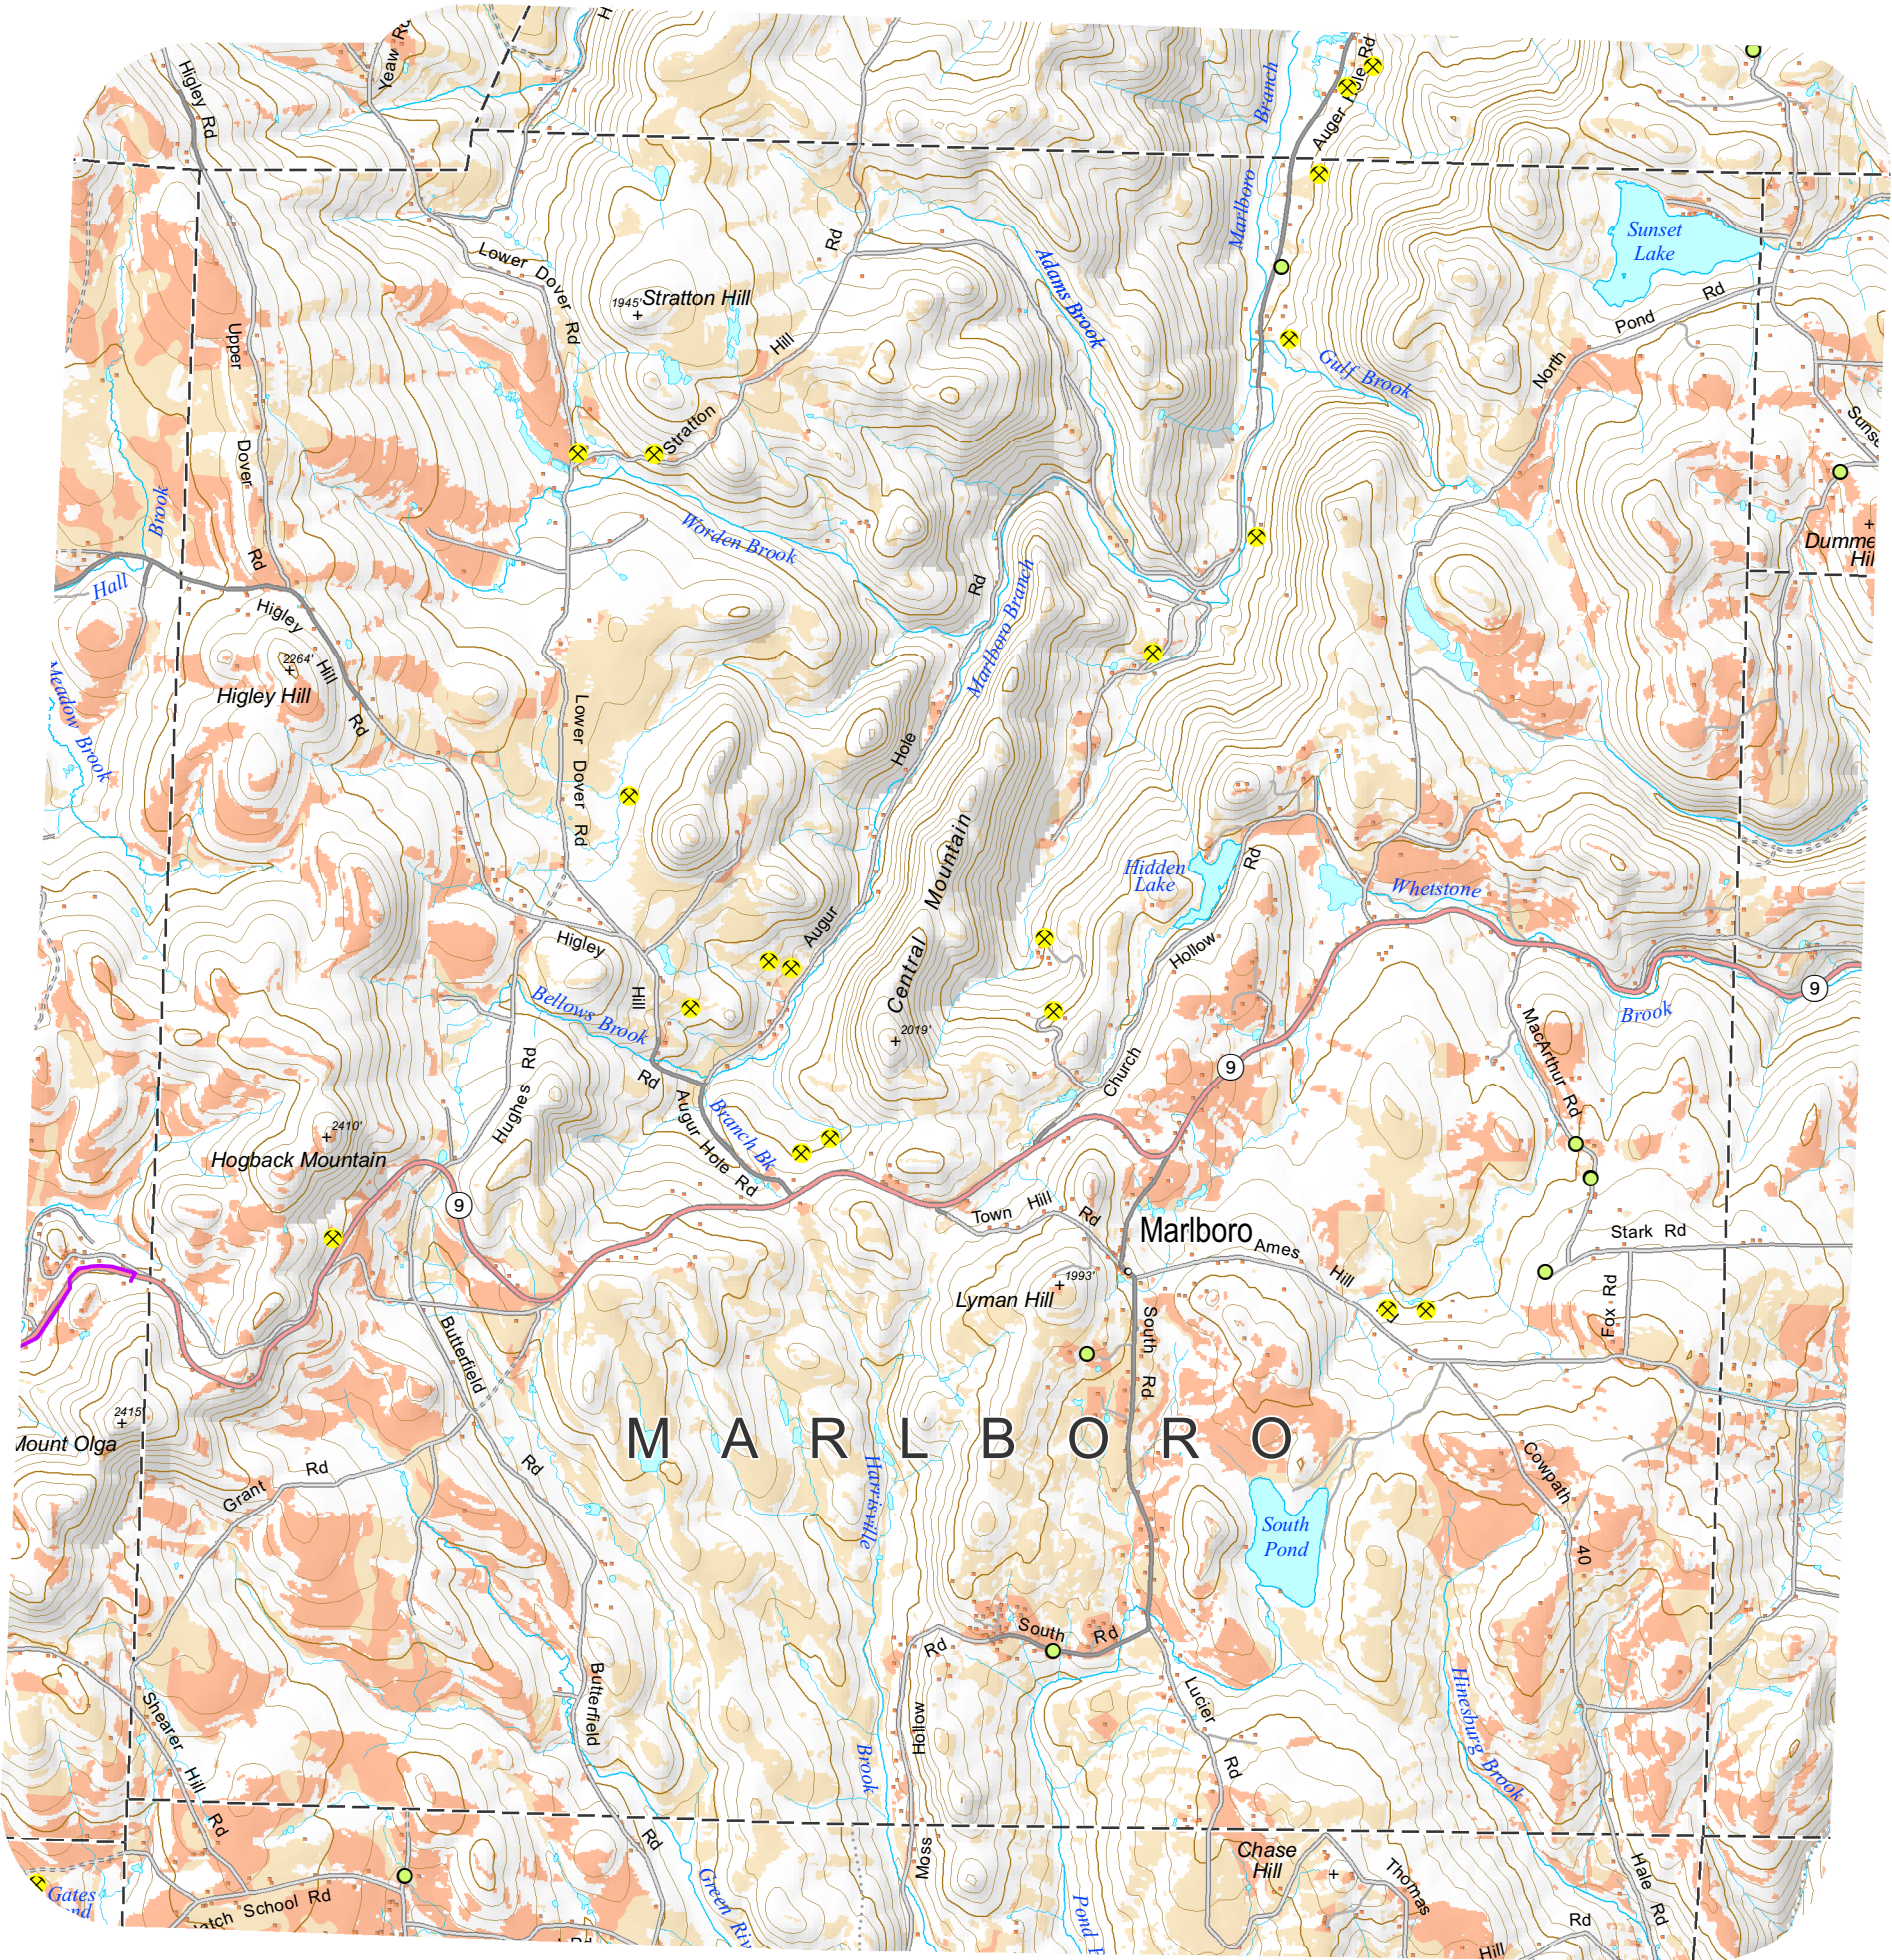 Higley Rd
Yeaw Rd
H
Marlboro Branch
Auger Hole Rd
Sunset
Lake
Lower Dover Rd
1945'
Stratton Hill
Stratton Hill Rd
Adams Brook
Gulf Brook
North Pond Rd
Upper Dover Rd
Hall Brook
Worden Brook
Marlboro Branch
Higley Hill Rd
2264'
Higley Hill
Meadow Brook
Lower Dover Rd
Augur Hole Rd
Central Mountain
2019'
Hidden
Lake
Church Hollow Rd
Whetstone Brook
9
9
9
MacArthur Rd
Higley Hill Rd
Bellows Brook
Hughes Rd
Augur Hole Rd
Branch Bk
2410'
Hogback Mountain
Town Hill Rd
Marlboro
Ames Hill
Stark Rd
Fox Rd
1993'
Lyman Hill
South Rd
Butterfield Rd
2415'
Mount Olga
Grant Rd
MARLBORO
Harrisville Brook
South
Pond
Cowpath 40
South Rd
Moss Hollow Rd
Lucier Rd
Hinesburg Brook
Butterfield Rd
Shearer Hill Rd
Green Riv
Chase
Hill
Thomas
Hill Rd
Hale Rd
Gates
School Rd
Rd
Hill